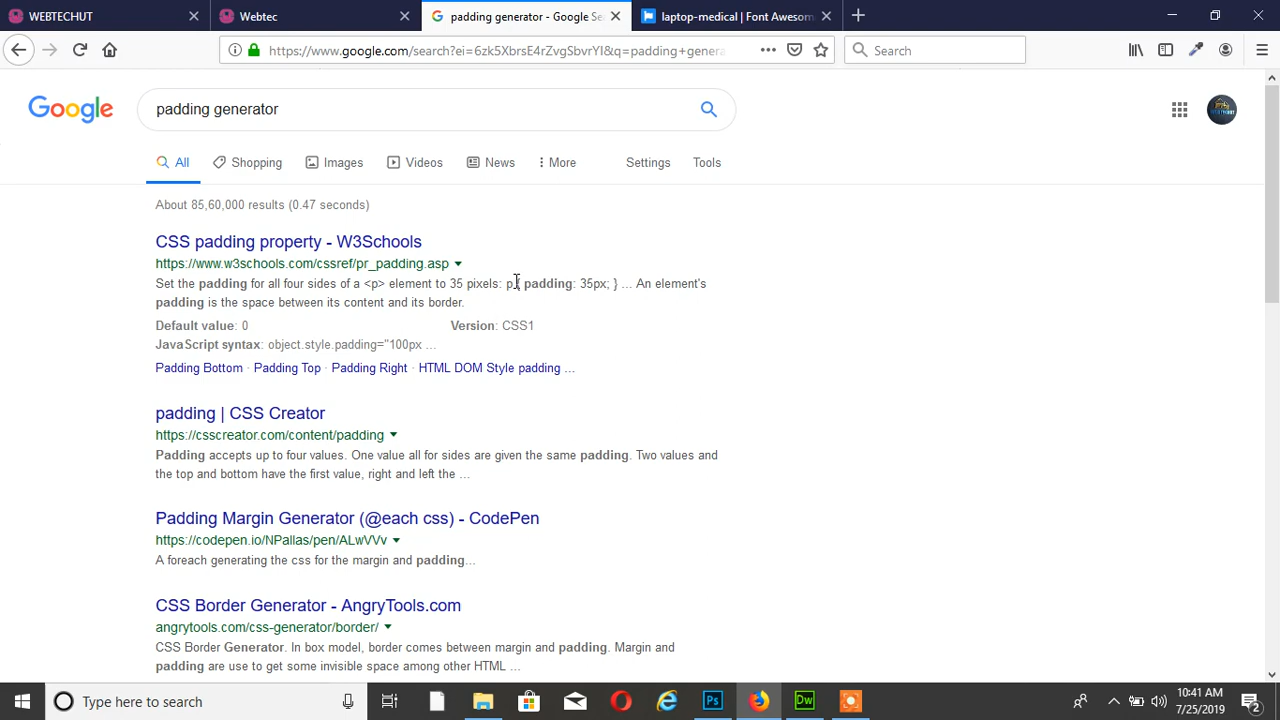 WEBTECHUT
Webtec
padding generator - Google Se
laptop-medical | Font Awesom
https://www.google.com/search?ei=6zk5XbrsE4rZvgSbvrYI&q=padding+genera
Search
Google
padding generator
All
Shopping
Images
Videos
News
More
Settings
Tools
About 85,60,000 results (0.47 seconds)
CSS padding property - W3Schools
https://www.w3schools.com/cssref/pr_padding.asp
Set the padding for all four sides of a <p> element to 35 pixels: p { padding: 35px; } ... An element's
padding is the space between its content and its border.
Default value: 0
Version: CSS1
JavaScript syntax: object.style.padding="100px ...
Padding Bottom · Padding Top · Padding Right · HTML DOM Style padding ...
padding | CSS Creator
https://csscreator.com/content/padding
Padding accepts up to four values. One value all for sides are given the same padding. Two values and
the top and bottom have the first value, right and left the ...
Padding Margin Generator (@each css) - CodePen
https://codepen.io/NPallas/pen/ALwVVv
A foreach generating the css for the margin and padding...
CSS Border Generator - AngryTools.com
angrytools.com/css-generator/border/
CSS Border Generator. In box model, border comes between margin and padding. Margin and
padding are use to get some invisible space among other HTML ...
Type here to search
Ps
Dw
10:41 AM
7/25/2019
2